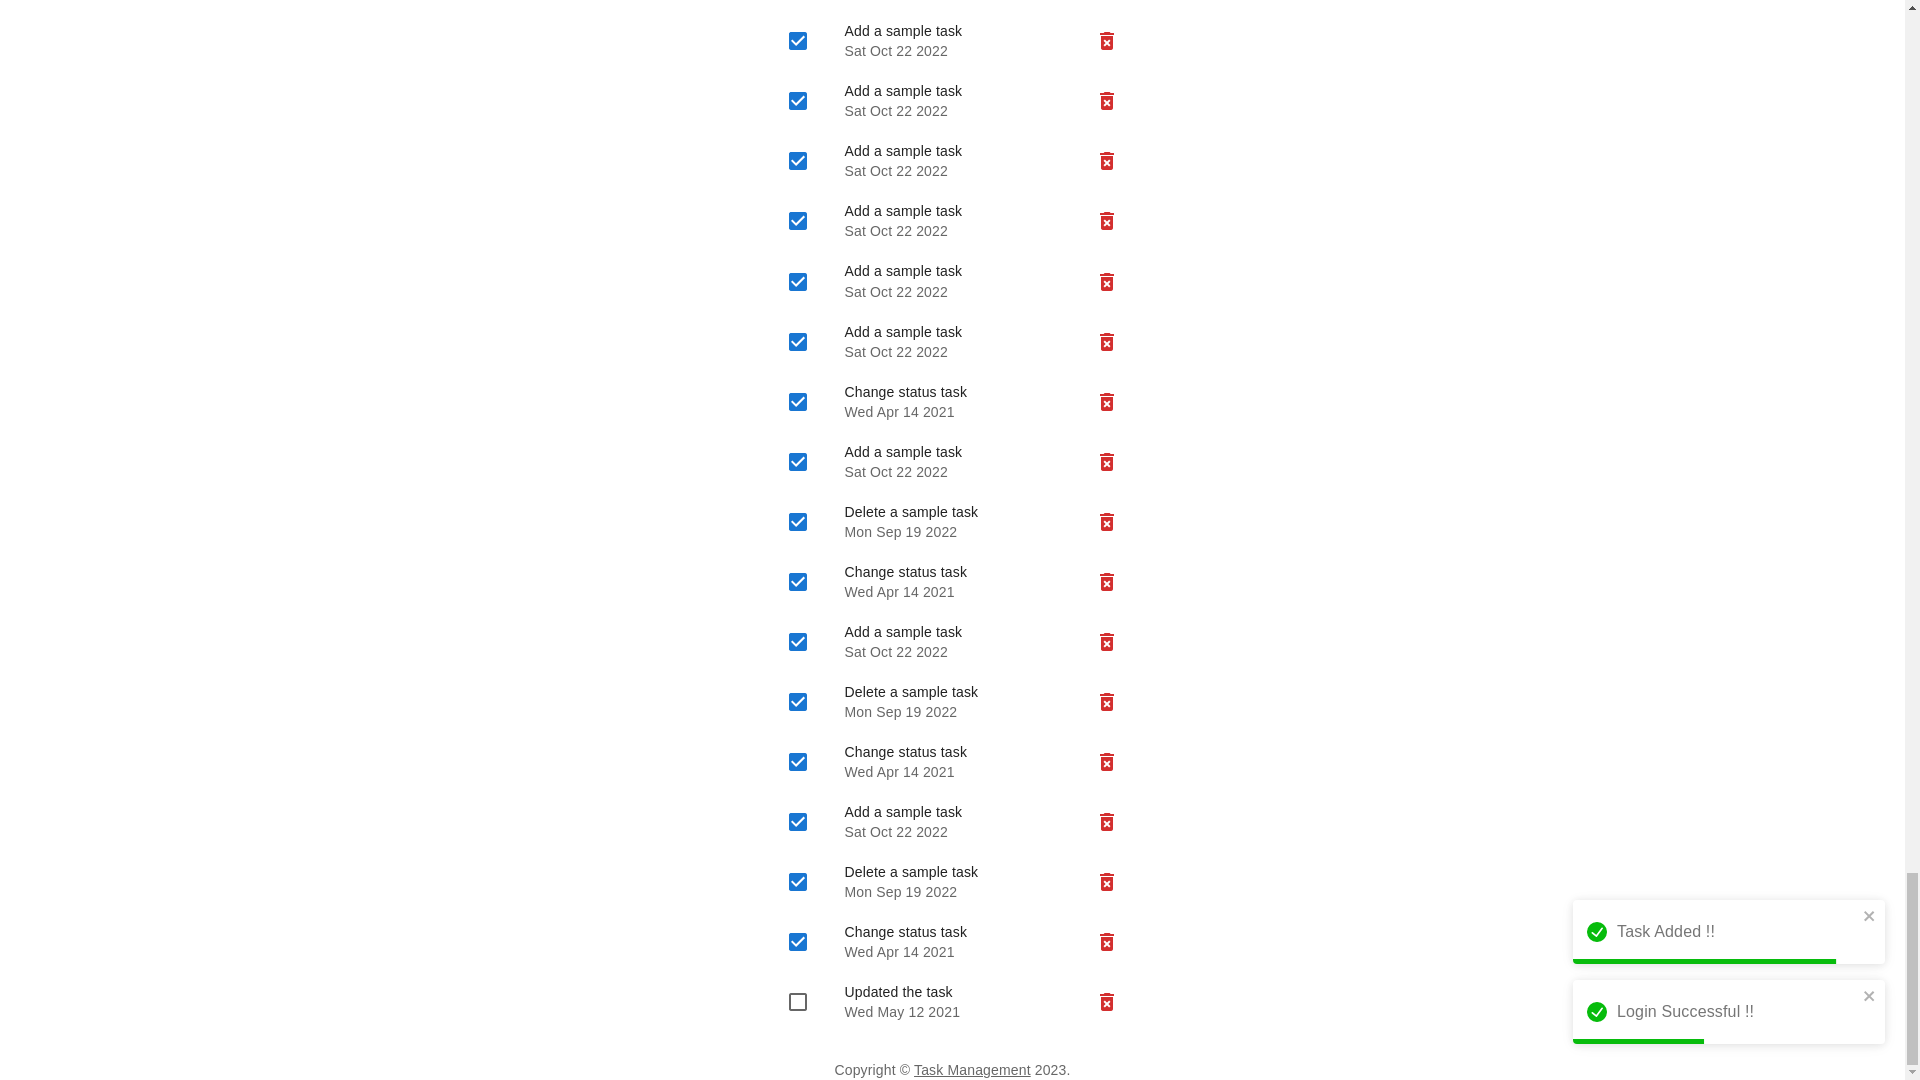 Add a sample task
Sat Oct 22 2022
Add a sample task
Sat Oct 22 2022
Add a sample task
Sat Oct 22 2022
Add a sample task
Sat Oct 22 2022
Add a sample task
Sat Oct 22 2022
Add a sample task
Sat Oct 22 2022
Change status task
Wed Apr 14 2021
Add a sample task
Sat Oct 22 2022
Delete a sample task
Mon Sep 19 2022
Change status task
Wed Apr 14 2021
Add a sample task
Sat Oct 22 2022
Delete a sample task
Mon Sep 19 2022
Change status task
Wed Apr 14 2021
Add a sample task
Sat Oct 22 2022
Delete a sample task
Mon Sep 19 2022
Change status task
Wed Apr 14 2021
Updated the task
Wed May 12 2021
Task Added !!
Login Successful !!
Copyright © Task Management 2023.